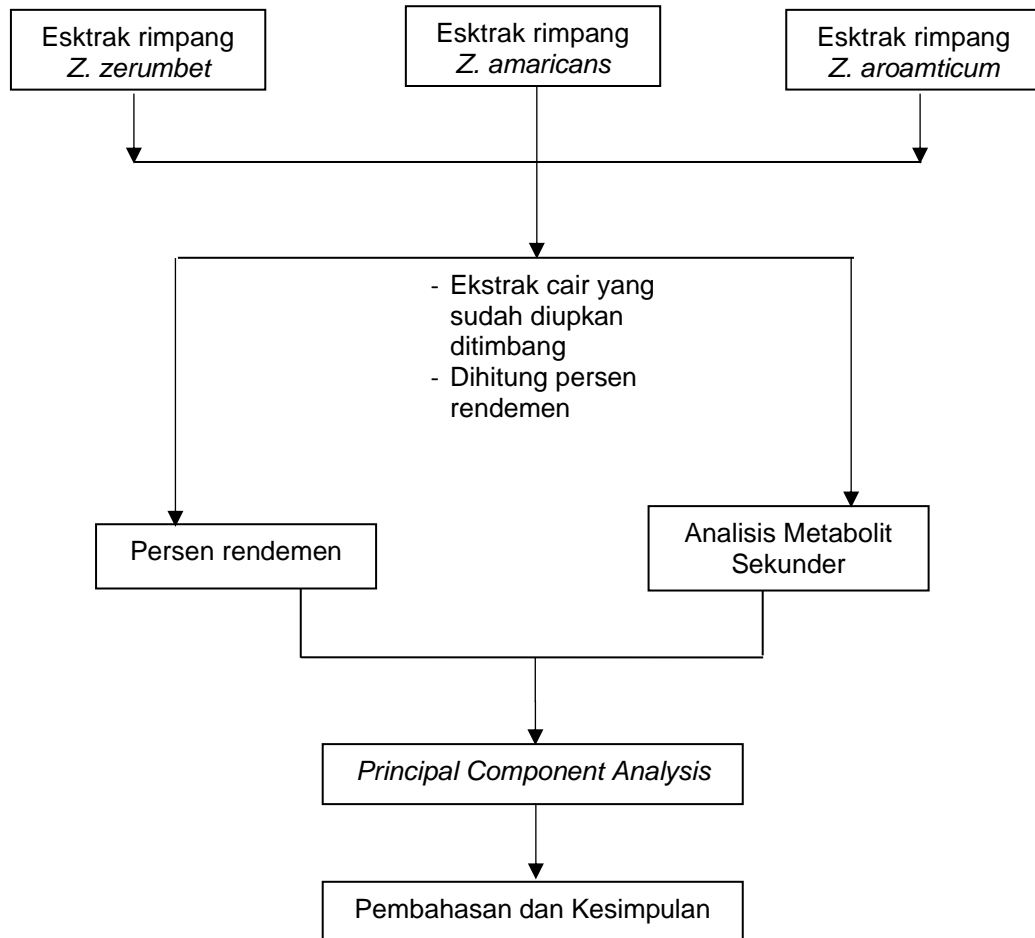 Esktrak rimpang
Z. zerumbet
Esktrak rimpang
Z. amaricans
Esktrak rimpang
Z. aroamticum
- Ekstrak cair yang
sudah diupkan
ditimbang
- Dihitung persen
rendemen
Persen rendemen
Analisis Metabolit
Sekunder
Principal Component Analysis
Pembahasan dan Kesimpulan